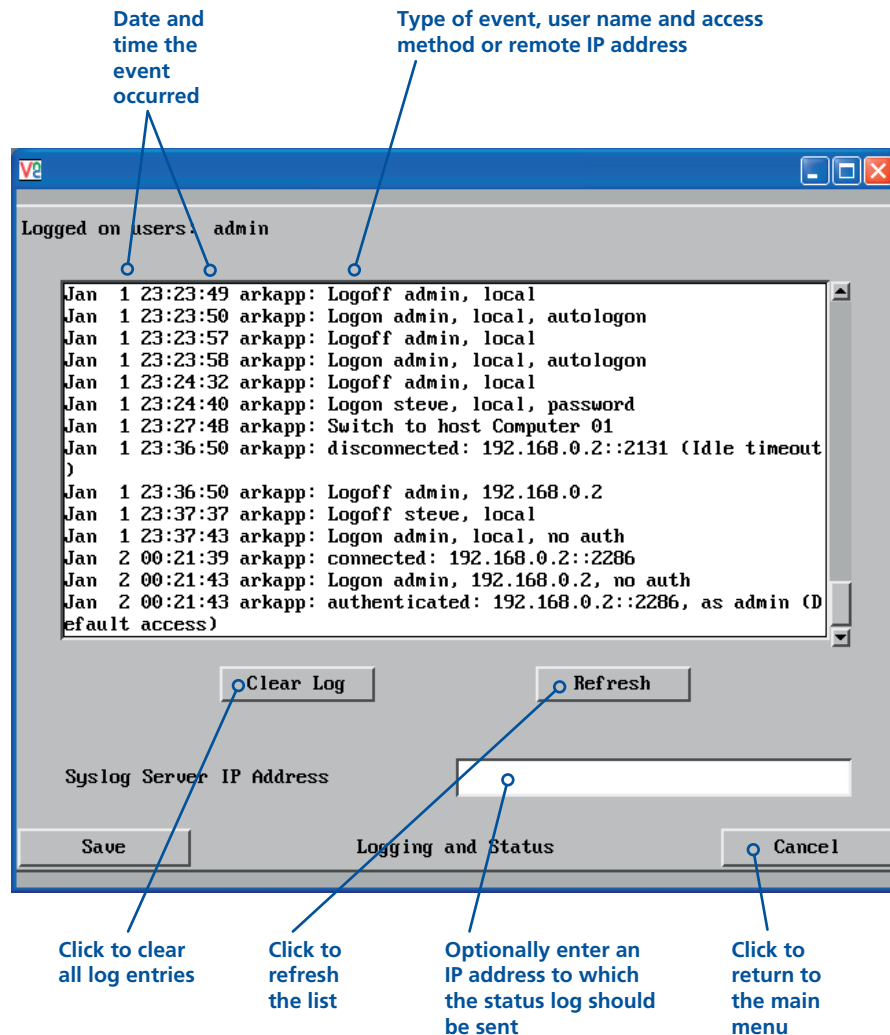 Date and
time the
event
occurred
Type of event, user name and access
method or remote IP address
Logged on users: admin
Jan  1 23:23:49 arkapp: Logoff admin, local
Jan  1 23:23:50 arkapp: Logon admin, local, autologon
Jan  1 23:23:57 arkapp: Logoff admin, local
Jan  1 23:23:58 arkapp: Logon admin, local, autologon
Jan  1 23:24:32 arkapp: Logoff admin, local
Jan  1 23:24:40 arkapp: Logon steve, local, password
Jan  1 23:27:48 arkapp: Switch to host Computer 01
Jan  1 23:36:50 arkapp: disconnected: 192.168.0.2::2131 (Idle timeout
)
Jan  1 23:36:50 arkapp: Logoff admin, 192.168.0.2
Jan  1 23:37:37 arkapp: Logoff steve, local
Jan  1 23:37:43 arkapp: Logon admin, local, no auth
Jan  2 00:21:39 arkapp: connected: 192.168.0.2::2286
Jan  2 00:21:43 arkapp: Logon admin, 192.168.0.2, no auth
Jan  2 00:21:43 arkapp: authenticated: 192.168.0.2::2286, as admin (D
efault access)
Clear Log
Refresh
Syslog Server IP Address
Save
Logging and Status
Cancel
Click to clear
all log entries
Click to
refresh
the list
Optionally enter an
IP address to which
the status log should
be sent
Click to
return to
the main
menu